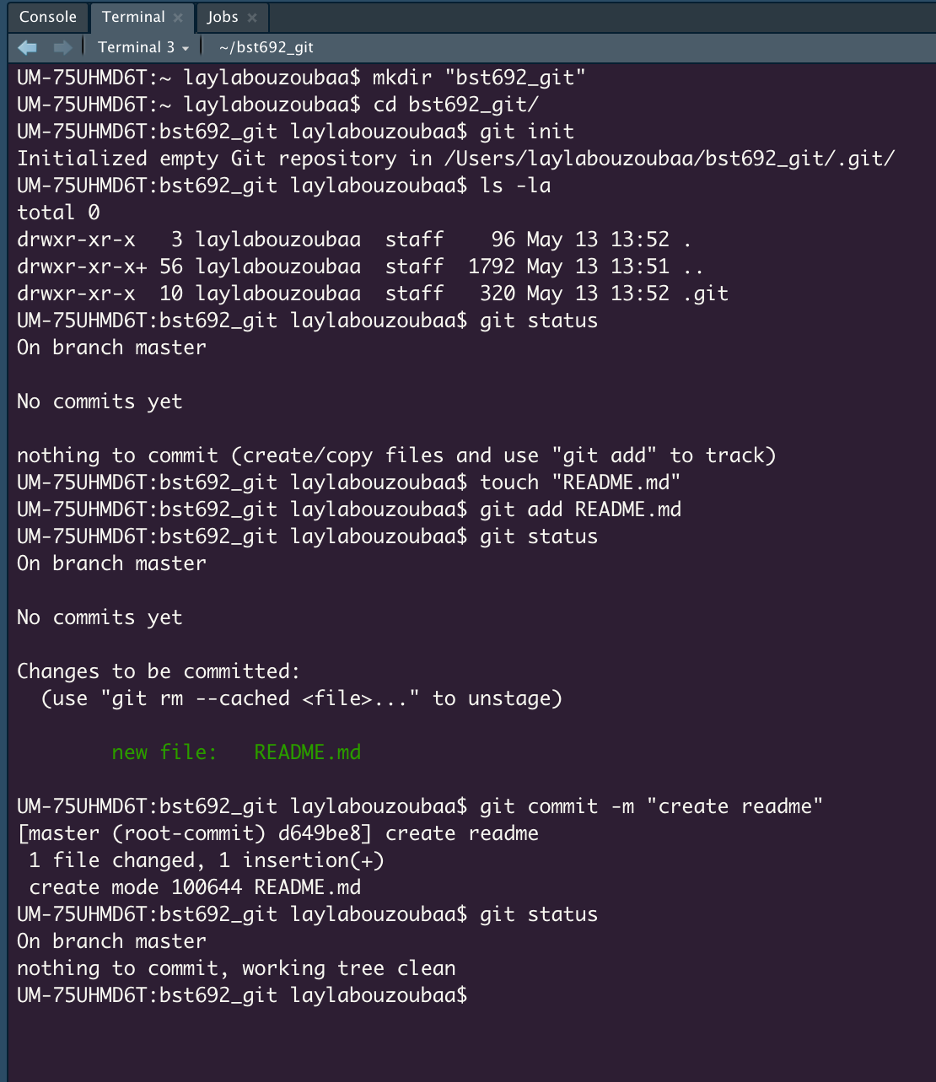 Console Terminal × Jobs ×
Terminal 3 ~/bst692_git
UM-75UHMD6T:~ laylabouzoubaa$ mkdir "bst692_git"
UM-75UHMD6T:~ laylabouzoubaa$ cd bst692_git/
UM-75UHMD6T:bst692_git laylabouzoubaa$ git init
Initialized empty Git repository in /Users/laylabouzoubaa/bst692_git/.git/
UM-75UHMD6T:bst692_git laylabouzoubaa$ ls -la
total 0
drwxr-xr-x   3 laylabouzoubaa  staff    96 May 13 13:52 .
drwxr-xr-x+ 56 laylabouzoubaa  staff  1792 May 13 13:51 ..
drwxr-xr-x  10 laylabouzoubaa  staff   320 May 13 13:52 .git
UM-75UHMD6T:bst692_git laylabouzoubaa$ git status
On branch master
No commits yet
nothing to commit (create/copy files and use "git add" to track)
UM-75UHMD6T:bst692_git laylabouzoubaa$ touch "README.md"
UM-75UHMD6T:bst692_git laylabouzoubaa$ git add README.md
UM-75UHMD6T:bst692_git laylabouzoubaa$ git status
On branch master
No commits yet
Changes to be committed:
  (use "git rm --cached <file>..." to unstage)
        new file:   README.md
UM-75UHMD6T:bst692_git laylabouzoubaa$ git commit -m "create readme"
[master (root-commit) d649be8] create readme
 1 file changed, 1 insertion(+)
 create mode 100644 README.md
UM-75UHMD6T:bst692_git laylabouzoubaa$ git status
On branch master
nothing to commit, working tree clean
UM-75UHMD6T:bst692_git laylabouzoubaa$